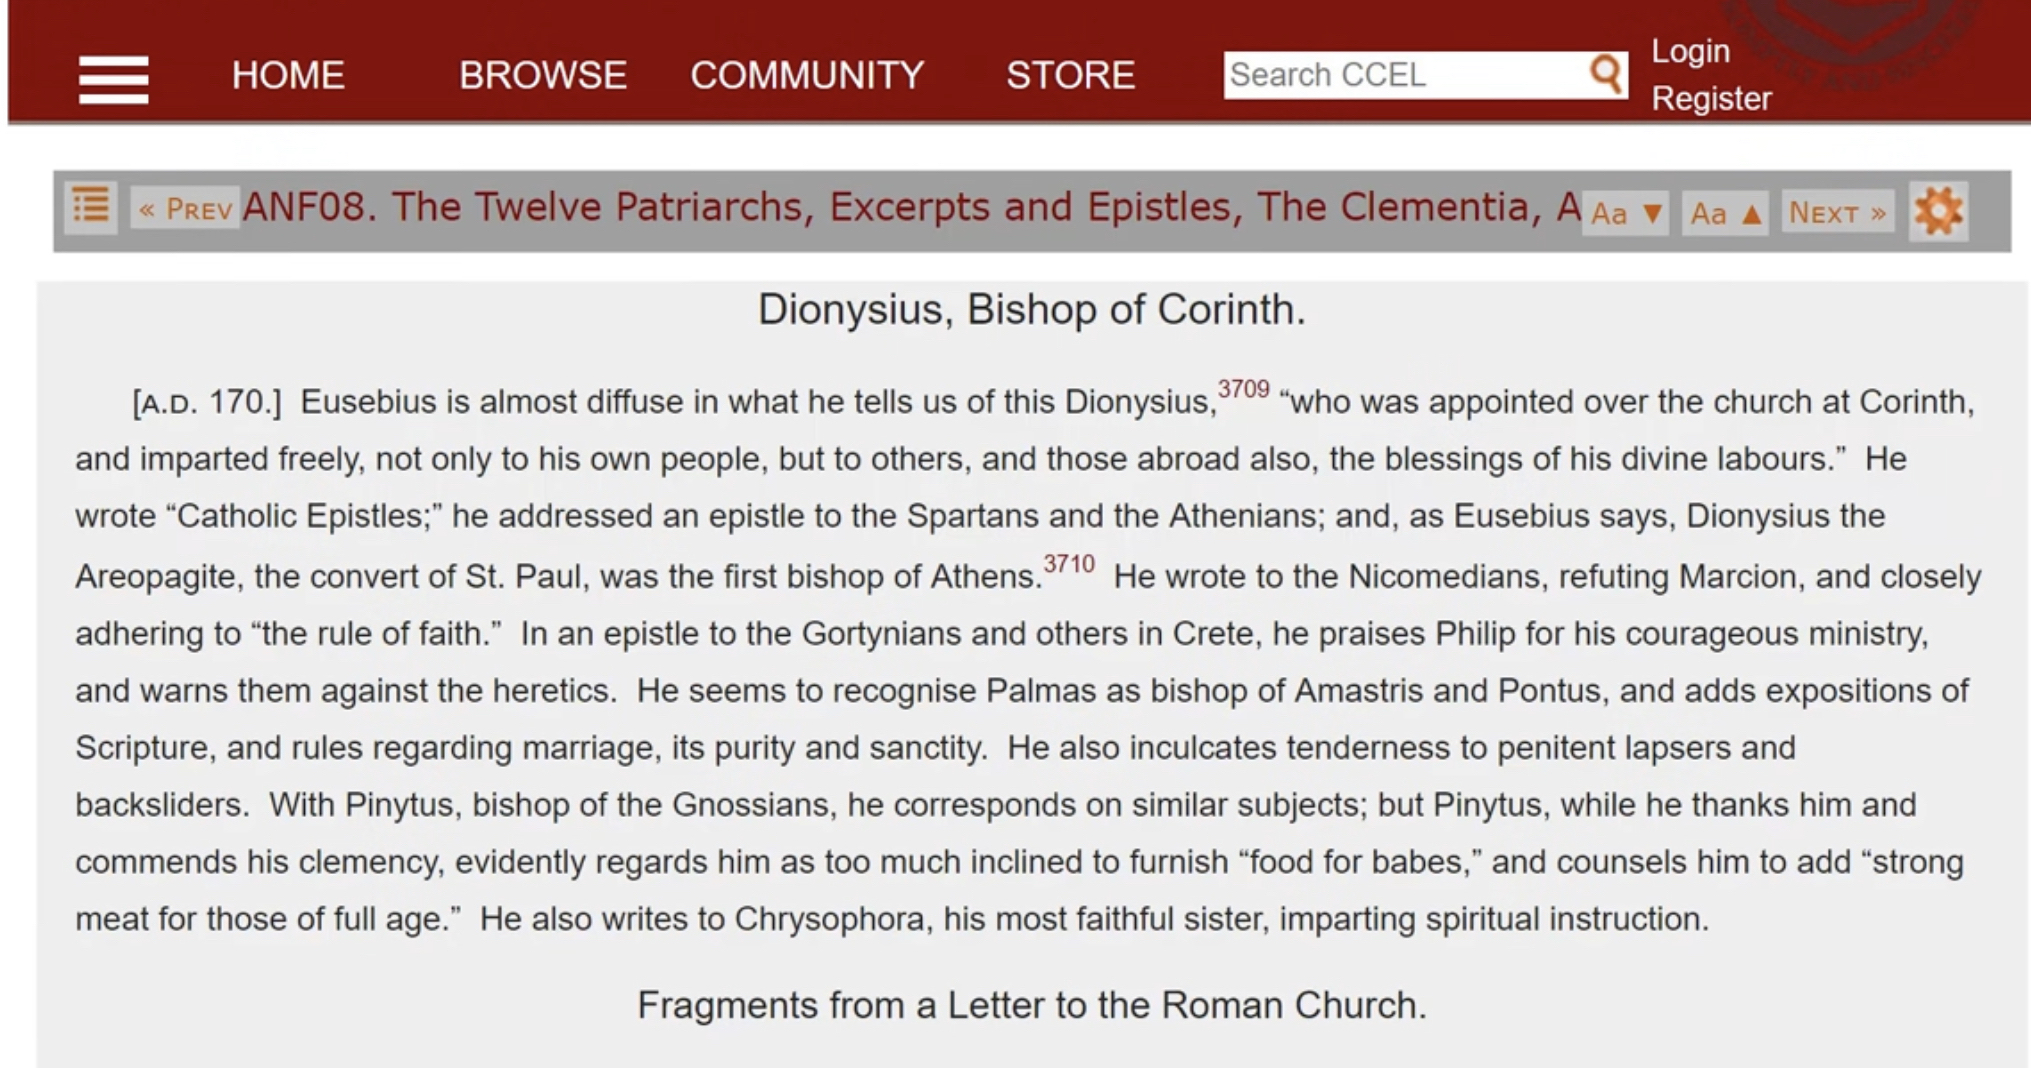 HOME BROWSE COMMUNITY STORE Search CCEL Login
Register
« PREV ANF08. The Twelve Patriarchs, Excerpts and Epistles, The Clementia, A Aa ▼ Aa ▲ NEXT »
Dionysius, Bishop of Corinth.
[A.D. 170.] Eusebius is almost diffuse in what he tells us of this Dionysius,3709 “who was appointed over the church at Corinth,
and imparted freely, not only to his own people, but to others, and those abroad also, the blessings of his divine labours.” He
wrote “Catholic Epistles;” he addressed an epistle to the Spartans and the Athenians; and, as Eusebius says, Dionysius the
Areopagite, the convert of St. Paul, was the first bishop of Athens.3710 He wrote to the Nicomedians, refuting Marcion, and closely
adhering to “the rule of faith.” In an epistle to the Gortynians and others in Crete, he praises Philip for his courageous ministry,
and warns them against the heretics. He seems to recognise Palmas as bishop of Amastris and Pontus, and adds expositions of
Scripture, and rules regarding marriage, its purity and sanctity. He also inculcates tenderness to penitent lapsers and
backsliders. With Pinytus, bishop of the Gnossians, he corresponds on similar subjects; but Pinytus, while he thanks him and
commends his clemency, evidently regards him as too much inclined to furnish “food for babes,” and counsels him to add “strong
meat for those of full age.” He also writes to Chrysophora, his most faithful sister, imparting spiritual instruction.
Fragments from a Letter to the Roman Church.